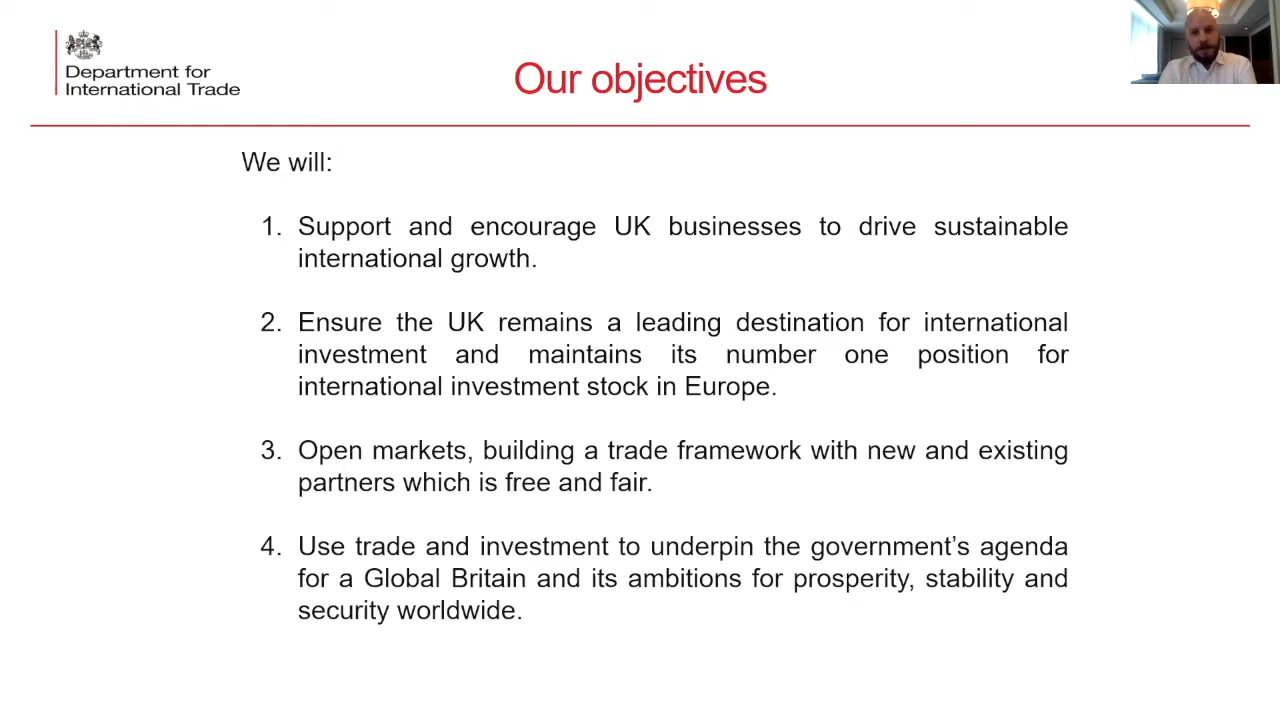 Department for
International Trade
Our objectives
We will:
1. Support and encourage UK businesses to drive sustainable
international growth.
2. Ensure the UK remains a leading destination for international
investment and maintains its number one position for
international investment stock in Europe.
3. Open markets, building a trade framework with new and existing
partners which is free and fair.
4. Use trade and investment to underpin the government’s agenda
for a Global Britain and its ambitions for prosperity, stability and
security worldwide.